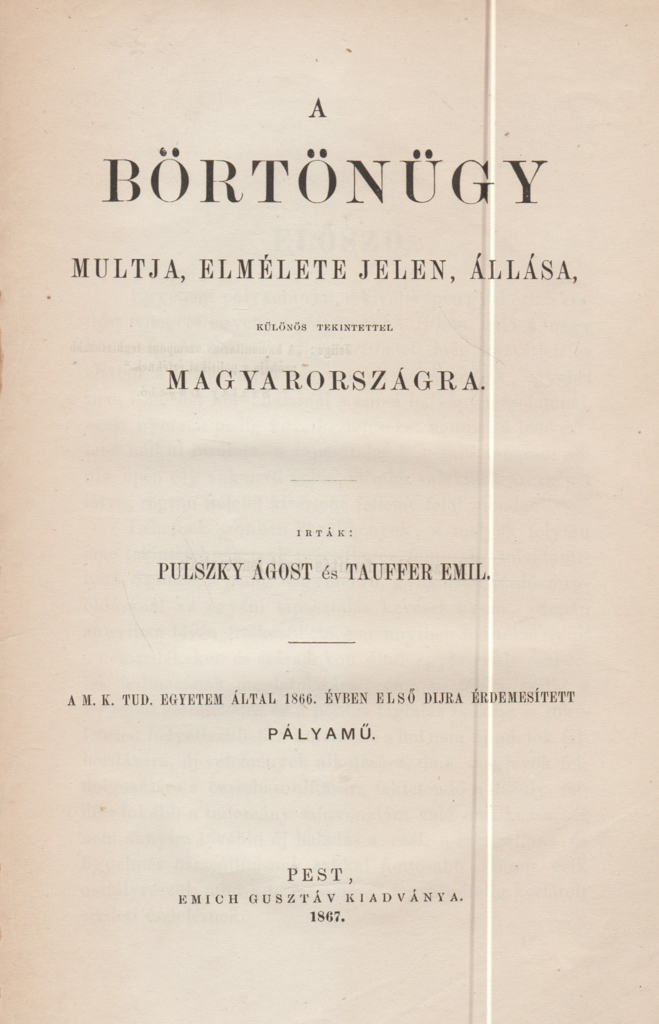 A
BÖRTÖNÜGY
MULTJA, ELMÉLETE JELEN, ÁLLÁSA,
KÜLÖNÖS TEKINTETTEL
MAGYARORSZÁGRA.
IRTÁK:
PULSZKY ÁGOST és TAUFFER EMIL.
A M. K. TUD. EGYETEM ÁLTAL 1866. ÉVBEN ELSŐ DIJRA ÉRDEMESÍTETT
PÁLYAMŰ.
PEST,
EMICH GUSZTÁV KIADVÁNYA.
1867.